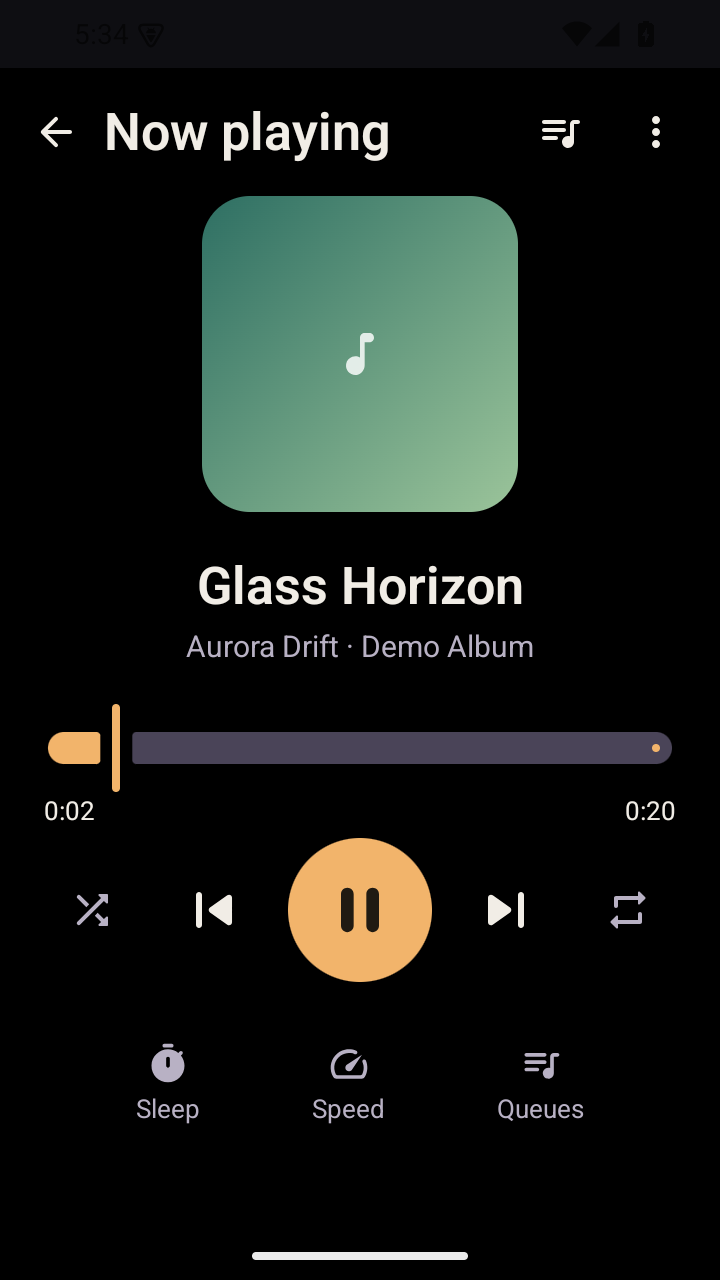 5:34
Now playing
Glass Horizon
Aurora Drift · Demo Album
0:02
0:20
Sleep
Speed
Queues